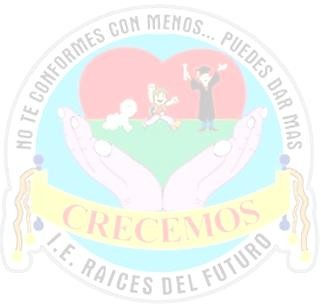 NO TE CONFORMES CON MENOS... PUEDES DAR MAS
CRECEMOS
I.E. RAICES DEL FUTURO